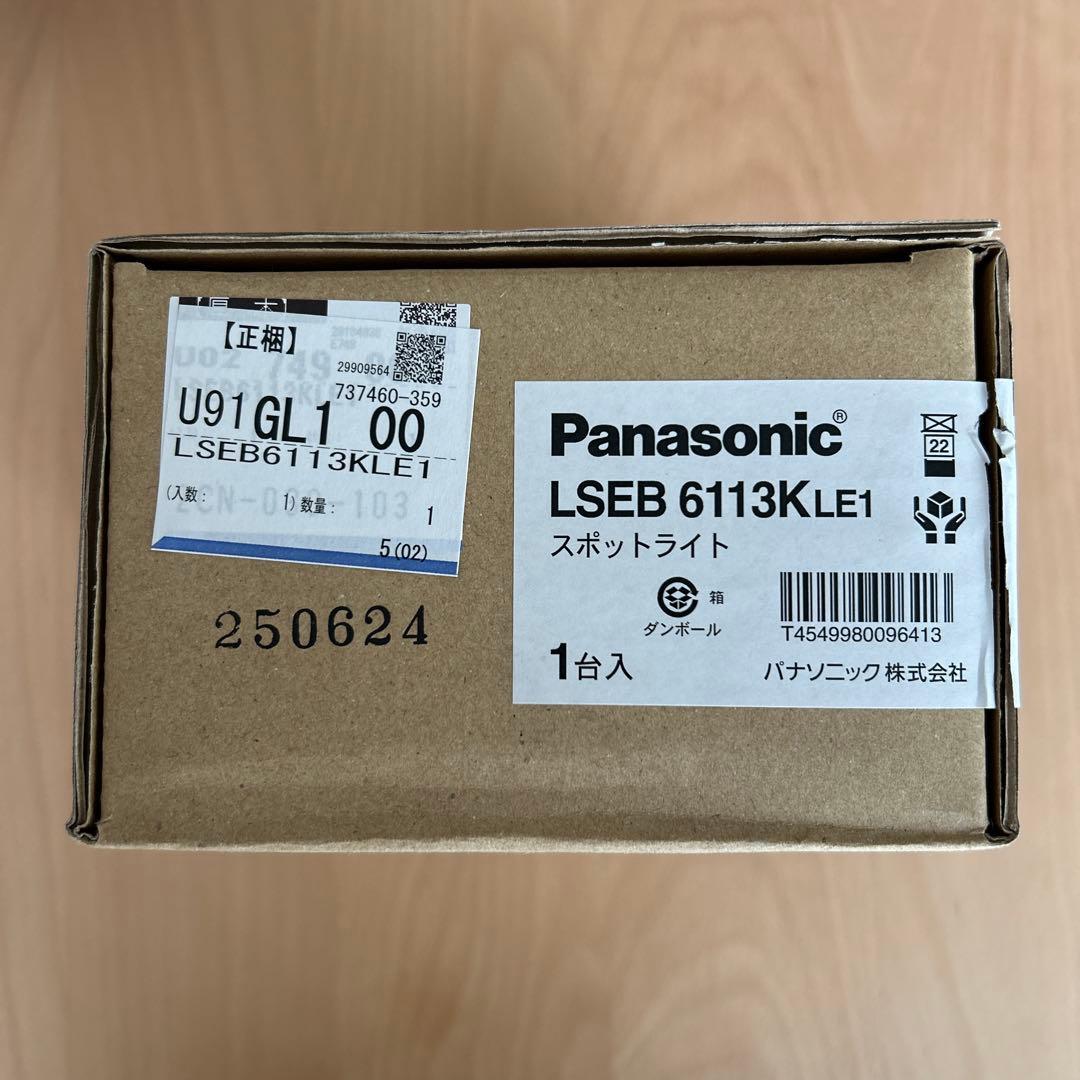 【正梱】
29909564
737460-359
U91GL1 00
LSEB6113KLE1
(入数: 1) 数量: 1
5(02)
250624
Panasonic®
LSEB 6113KLE1
スポットライト
22
箱
ダンボール
T4549980096413
1台入
パナソニック株式会社